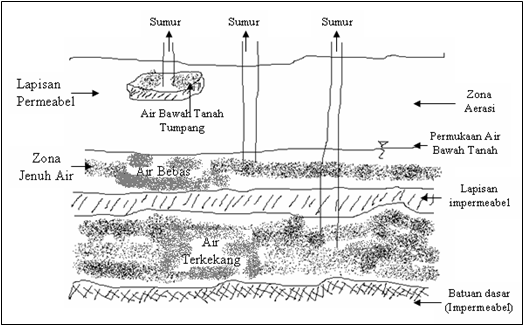 Sumur
Sumur
Sumur
Lapisan
Permeabel
Air Bawah Tanah
Tumpang
Zona
Aerasi
Permukaan Air
Bawah Tanah
Zona
Jenuh Air
Air Bebas
Lapisan
impermeabel
Air
Terkekang
Batuan dasar
(Impermeabel)